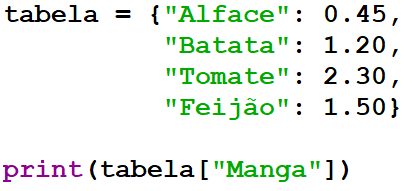 tabela = {"Alface": 0.45,
"Batata": 1.20,
"Tomate": 2.30,
"Feijão": 1.50}
print(tabela["Manga"])